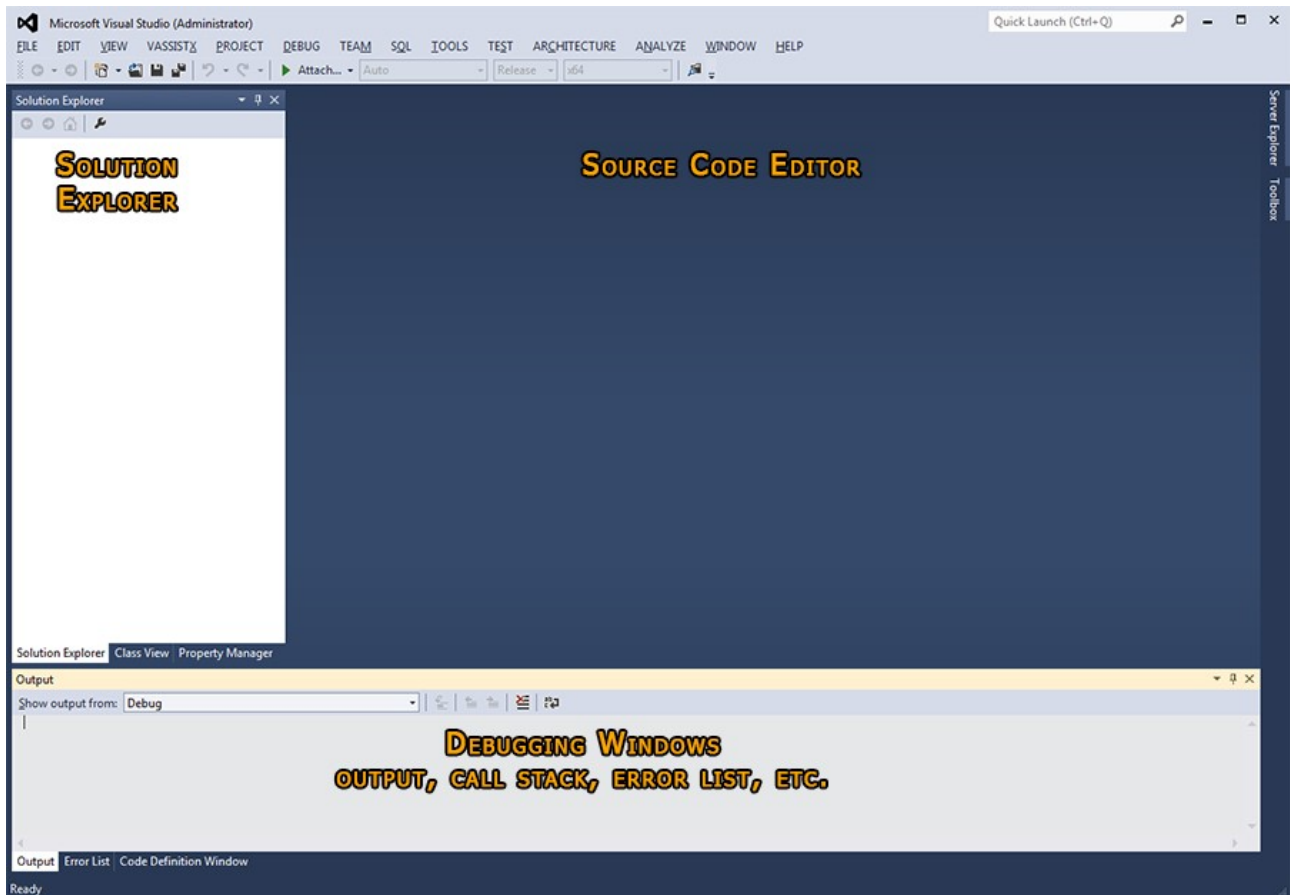 Microsoft Visual Studio (Administrator)
Quick Launch (Ctrl+Q)
FILE EDIT VIEW VASSISTX PROJECT DEBUG TEAM SQL TOOLS TEST ARCHITECTURE ANALYZE WINDOW HELP
Attach... Auto Release x64
Solution Explorer
Server Explorer
Toolbox
SOLUTION
EXPLORER
SOURCE CODE EDITOR
Solution Explorer Class View Property Manager
Output
Show output from: Debug
DEBUGGING WINDOWS
OUTPUT, CALL STACK, ERROR LIST, ETC.
Output Error List Code Definition Window
Ready